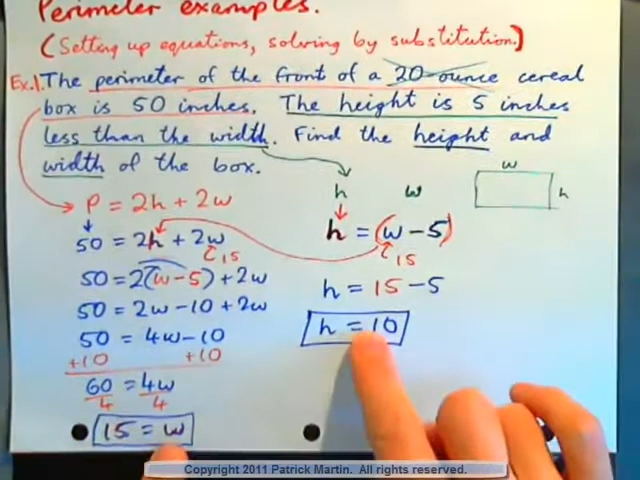 Perimeter examples.
(Setting up equations, solving by substitution.)
Ex.1. The perimeter of the front of a 20-ounce cereal
box is 50 inches. The height is 5 inches
less than the width. Find the height and
width of the box.
w
h
h w
P = 2h + 2w
h = (w - 5)
50 = 2h + 2w
15
15
50 = 2(w - 5) + 2w
h = 15 - 5
50 = 2w - 10 + 2w
h = 10
50 = 4w - 10
+10 +10
60 = 4w
4 4
15 = w
Copyright 2011 Patrick Martin. All rights reserved.